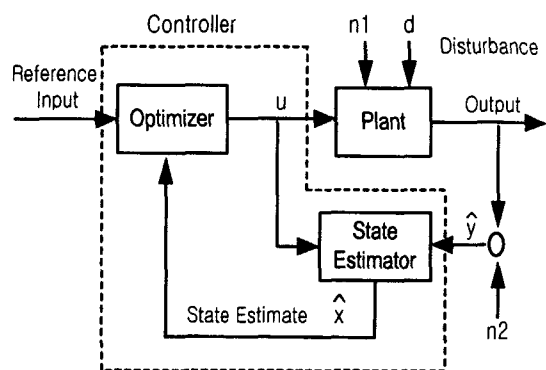 Controller
n1
d
Disturbance
Reference
Input
Optimizer
u
Plant
Output
State
Estimator
ŷ
State Estimate x̂
n2